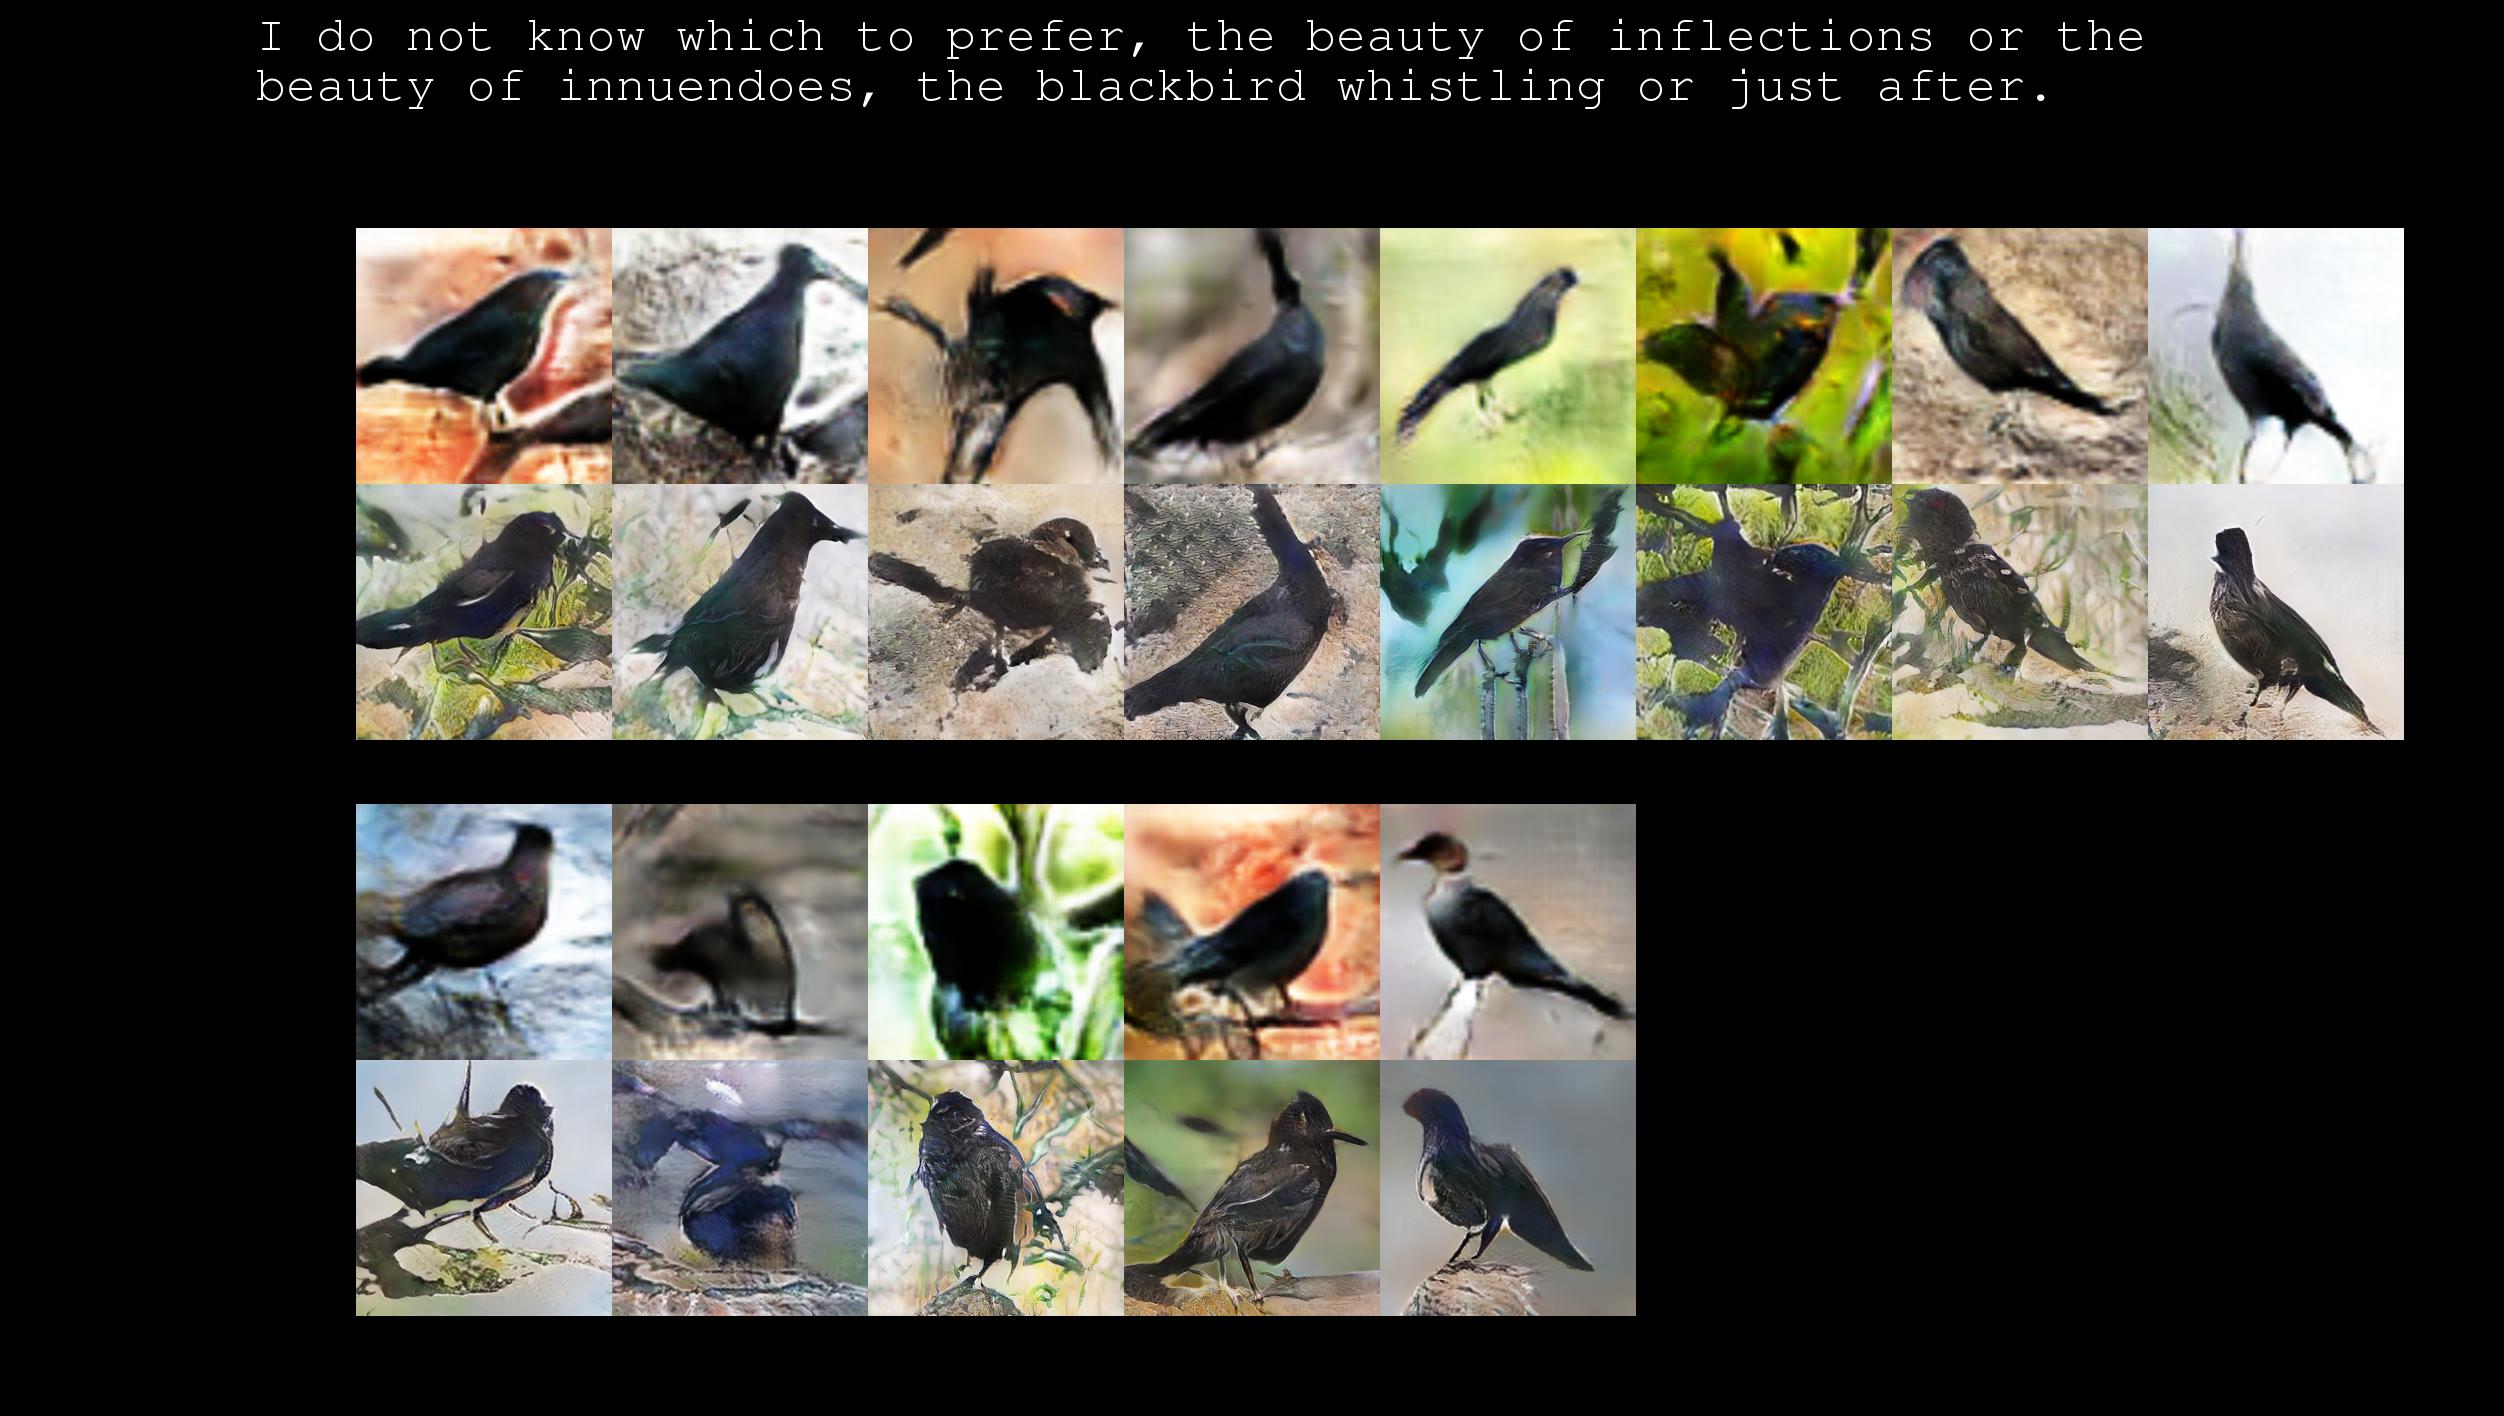 I do not know which to prefer, the beauty of inflections or the
beauty of innuendoes, the blackbird whistling or just after.